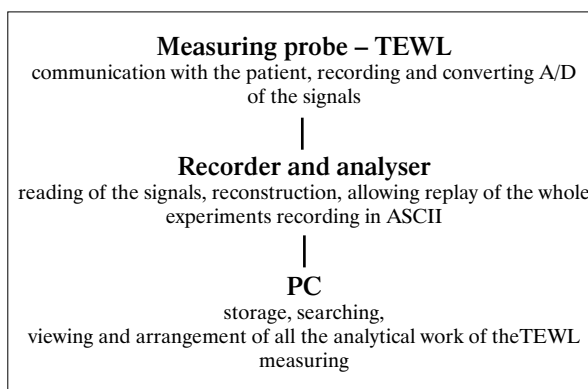 Measuring probe – TEWL
communication with the patient, recording and converting A/D
of the signals
Recorder and analyser
reading of the signals, reconstruction, allowing replay of the whole
experiments recording in ASCII
PC
storage, searching,
viewing and arrangement of all the analytical work of theTEWL
measuring